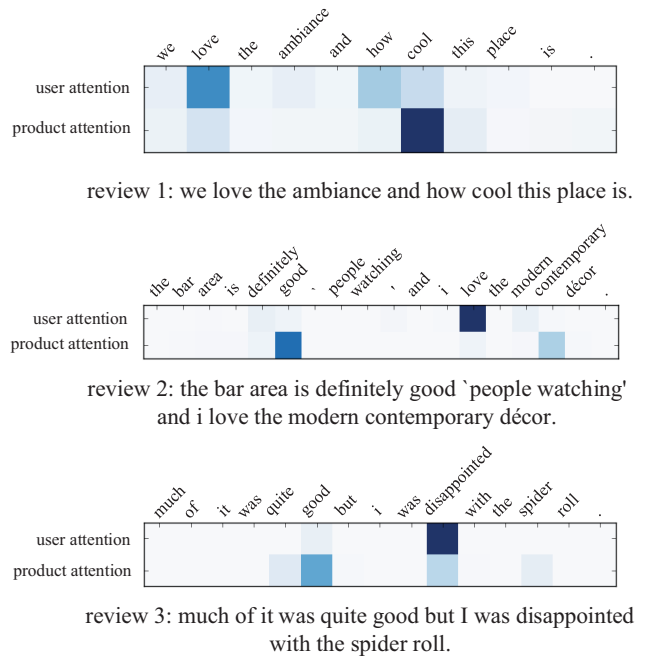 we love the ambiance and how cool this place is .
user attention
product attention
review 1: we love the ambiance and how cool this place is.
the bar area is definitely good ` people watching ' and i love the modern contemporary décor .
user attention
product attention
review 2: the bar area is definitely good `people watching'
and i love the modern contemporary décor.
much of it was quite good but i was disappointed with the spider roll .
user attention
product attention
review 3: much of it was quite good but I was disappointed
with the spider roll.